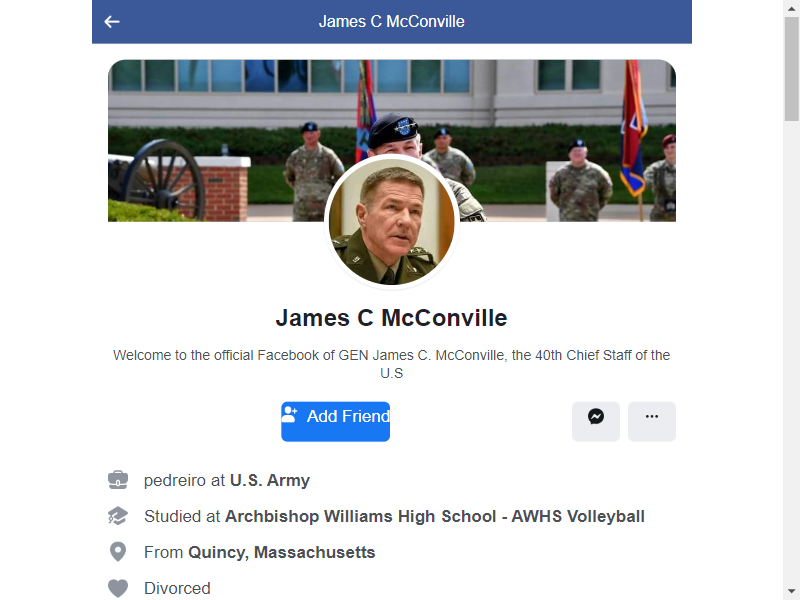 James C McConville
James C McConville
Welcome to the official Facebook of GEN James C. McConville, the 40th Chief Staff of the
U.S
Add Friend
pedreiro at U.S. Army
Studied at Archbishop Williams High School - AWHS Volleyball
From Quincy, Massachusetts
Divorced